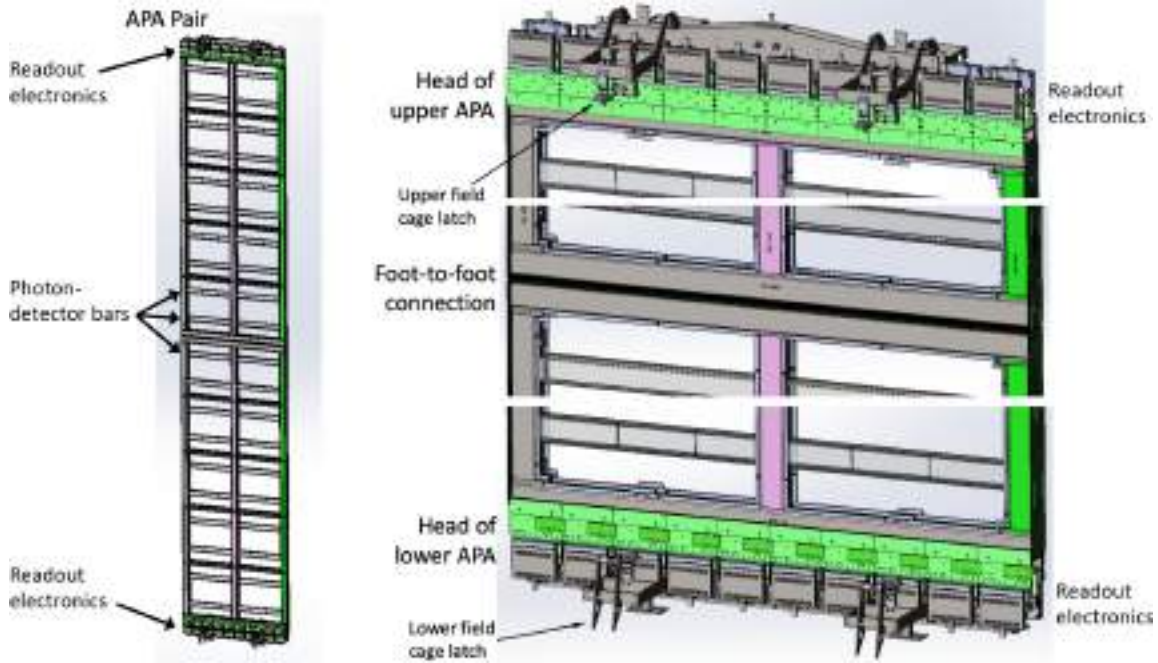 APA Pair
Readout
electronics
Photon-
detector bars
Readout
electronics
Head of
upper APA
Readout
electronics
Upper field
cage latch
Foot-to-foot
connection
Head of
lower APA
Readout
electronics
Lower field
cage latch